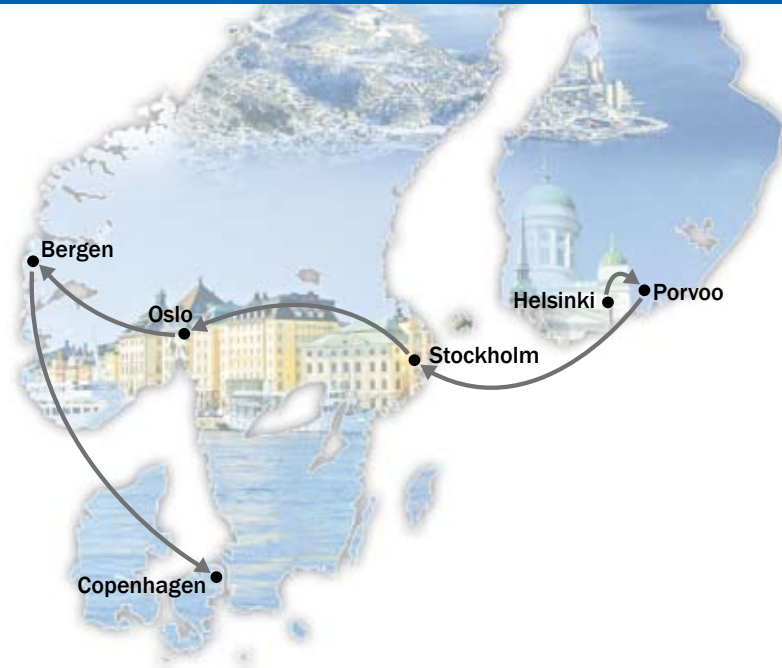 Bergen
Oslo
Helsinki
Porvoo
Stockholm
Copenhagen